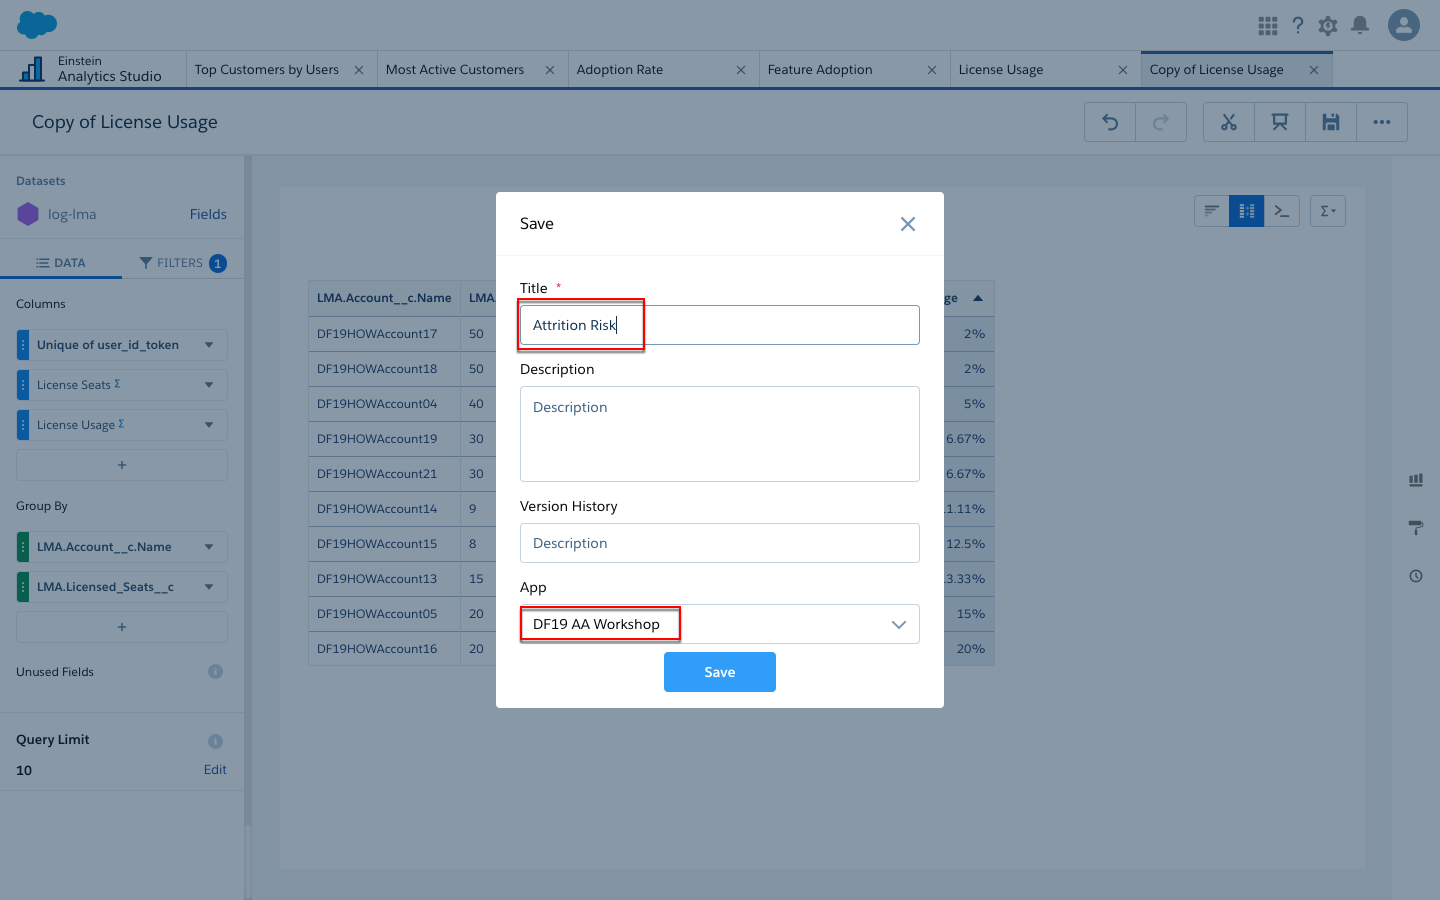 Einstein
Analytics Studio
Top Customers by Users
Most Active Customers
Adoption Rate
Feature Adoption
License Usage
Copy of License Usage
Copy of License Usage
Datasets
log-lma
Fields
DATA
FILTERS 1
Columns
Unique of user_id_token
License Seats Σ
License Usage Σ
+
Group By
LMA.Account__c.Name
LMA.Licensed_Seats__c
+
Unused Fields
Query Limit
10
Edit
Σ
LMA.Account__c.Name LMA.
DF19HOWAccount17 50 2%
DF19HOWAccount18 50 2%
DF19HOWAccount04 40 5%
DF19HOWAccount19 30 6.67%
DF19HOWAccount21 30 6.67%
DF19HOWAccount14 9 1.11%
DF19HOWAccount15 8 12.5%
DF19HOWAccount13 15 3.33%
DF19HOWAccount05 20 15%
DF19HOWAccount16 20 20%
Save
Title *
Attrition Risk
Description
Description
Version History
Description
App
DF19 AA Workshop
Save